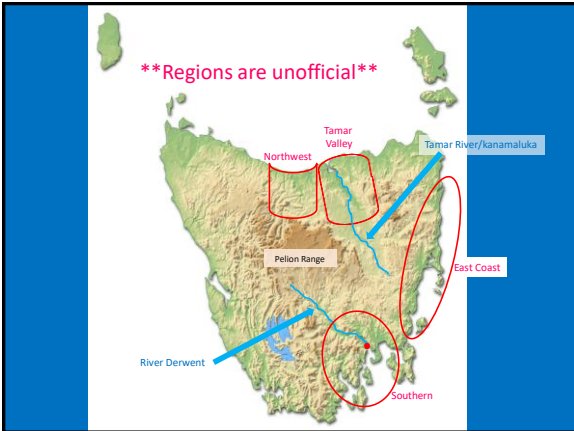 **Regions are unofficial**
Tamar
Valley
Northwest
Tamar River/kanamaluka
Pelion Range
East Coast
River Derwent
Southern